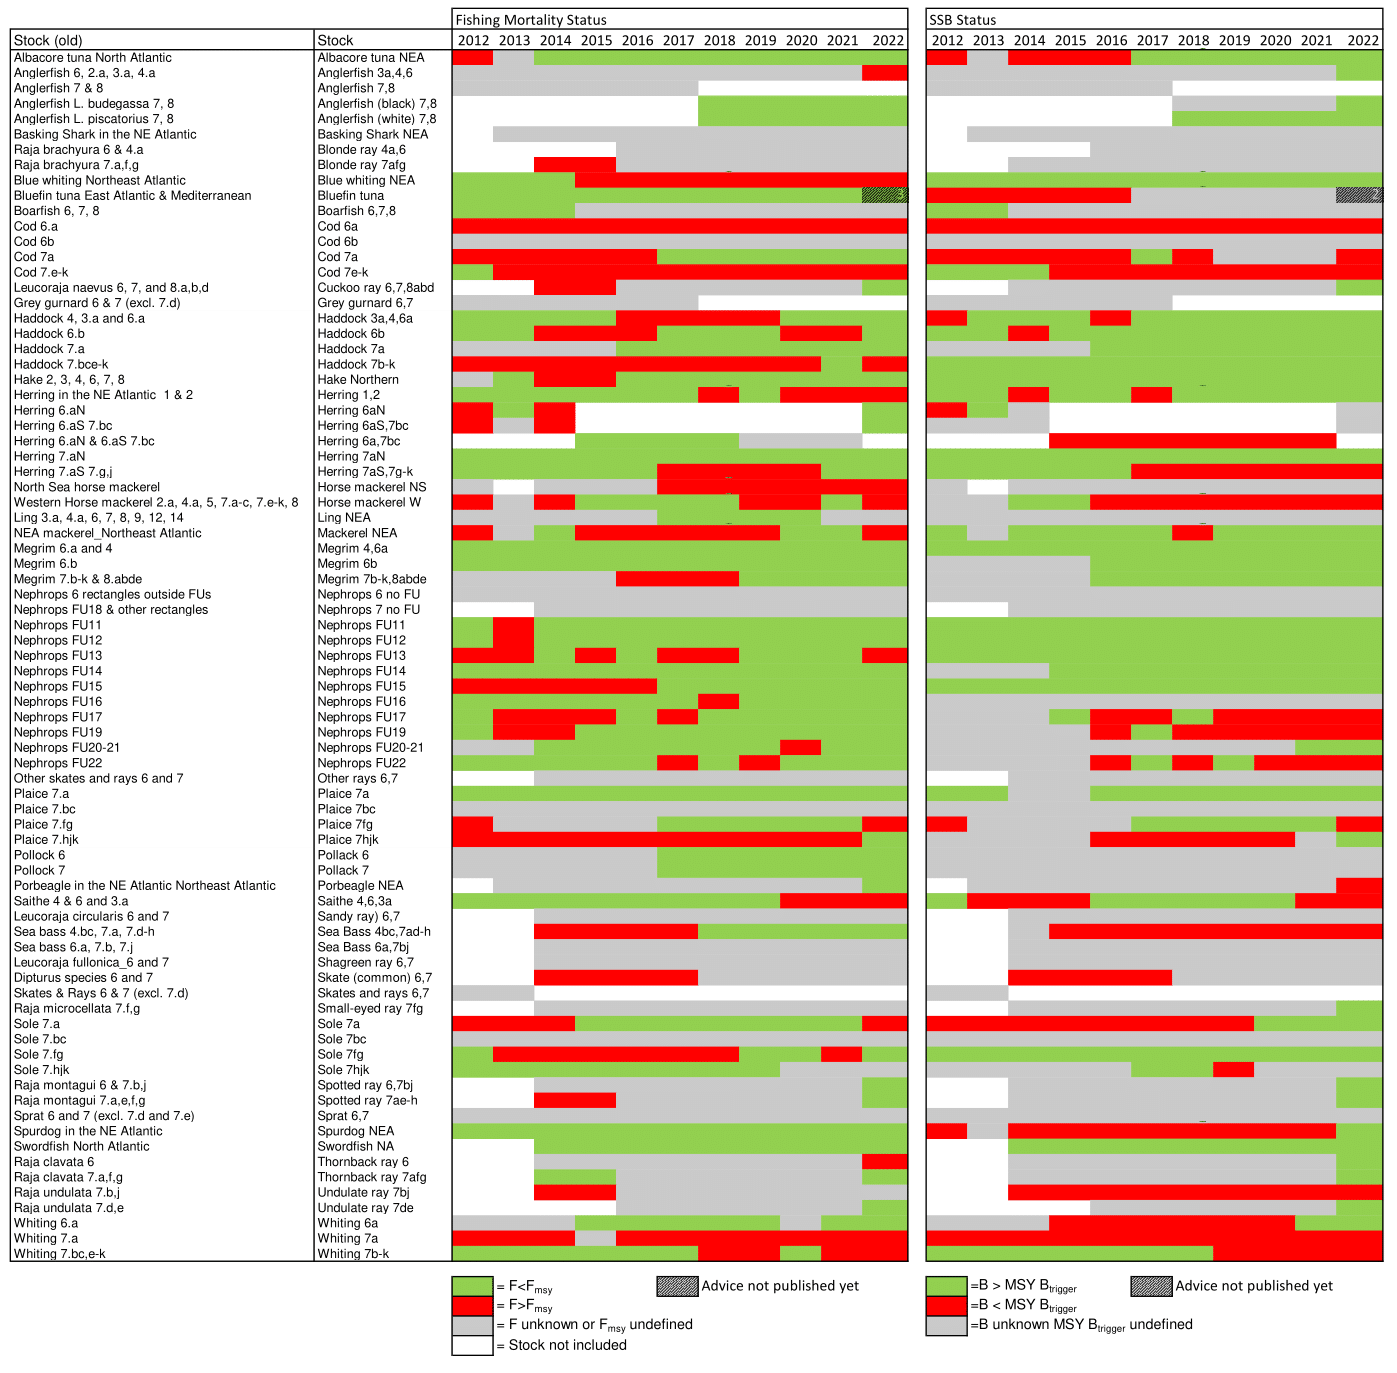 Fishing Mortality Status SSB Status
Stock (old) Stock 2012 2013 2014 2015 2016 2017 2018 2019 2020 2021 2022 2012 2013 2014 2015 2016 2017 2018 2019 2020 2021 2022
Albacore tuna North Atlantic Albacore tuna NEA
Anglerfish 6, 2.a, 3.a, 4.a Anglerfish 3a,4,6
Anglerfish 7 & 8 Anglerfish 7,8
Anglerfish L. budegassa 7, 8 Anglerfish (black) 7,8
Anglerfish L. piscatorius 7, 8 Anglerfish (white) 7,8
Basking Shark in the NE Atlantic Basking Shark NEA
Raja brachyura 6 & 4.a Blonde ray 4a,6
Raja brachyura 7.a,f,g Blonde ray 7afg
Blue whiting Northeast Atlantic Blue whiting NEA
Bluefin tuna East Atlantic & Mediterranean Bluefin tuna
Boarfish 6, 7, 8 Boarfish 6,7,8
Cod 6.a Cod 6a
Cod 6b Cod 6b
Cod 7a Cod 7a
Cod 7.e-k Cod 7e-k
Leucoraja naevus 6, 7, and 8.a,b,d Cuckoo ray 6,7,8abd
Grey gurnard 6 & 7 (excl. 7.d) Grey gurnard 6,7
Haddock 4, 3.a and 6.a Haddock 3a,4,6a
Haddock 6.b Haddock 6b
Haddock 7.a Haddock 7a
Haddock 7.bce-k Haddock 7b-k
Hake 2, 3, 4, 6, 7, 8 Hake Northern
Herring in the NE Atlantic 1 & 2 Herring 1,2
Herring 6.aN Herring 6aN
Herring 6.aS 7.bc Herring 6aS,7bc
Herring 6.aN & 6.aS 7.bc Herring 6a,7bc
Herring 7.aN Herring 7aN
Herring 7.aS 7.g,j Herring 7aS,7g-k
North Sea horse mackerel Horse mackerel NS
Western Horse mackerel 2.a, 4.a, 5, 7.a-c, 7.e-k, 8 Horse mackerel W
Ling 3.a, 4.a, 6, 7, 8, 9, 12, 14 Ling NEA
NEA mackerel_Northeast Atlantic Mackerel NEA
Megrim 6.a and 4 Megrim 4,6a
Megrim 6.b Megrim 6b
Megrim 7.b-k & 8.abde Megrim 7b-k,8abde
Nephrops 6 rectangles outside FUs Nephrops 6 no FU
Nephrops FU18 & other rectangles Nephrops 7 no FU
Nephrops FU11 Nephrops FU11
Nephrops FU12 Nephrops FU12
Nephrops FU13 Nephrops FU13
Nephrops FU14 Nephrops FU14
Nephrops FU15 Nephrops FU15
Nephrops FU16 Nephrops FU16
Nephrops FU17 Nephrops FU17
Nephrops FU19 Nephrops FU19
Nephrops FU20-21 Nephrops FU20-21
Nephrops FU22 Nephrops FU22
Other skates and rays 6 and 7 Other rays 6,7
Plaice 7.a Plaice 7a
Plaice 7.bc Plaice 7bc
Plaice 7.fg Plaice 7fg
Plaice 7.hjk Plaice 7hjk
Pollock 6 Pollack 6
Pollock 7 Pollack 7
Porbeagle in the NE Atlantic Northeast Atlantic Porbeagle NEA
Saithe 4 & 6 and 3.a Saithe 4,6,3a
Leucoraja circularis 6 and 7 Sandy ray) 6,7
Sea bass 4.bc, 7.a, 7.d-h Sea Bass 4bc,7ad-h
Sea bass 6.a, 7.b, 7.j Sea Bass 6a,7bj
Leucoraja fullonica_6 and 7 Shagreen ray 6,7
Dipturus species 6 and 7 Skate (common) 6,7
Skates & Rays 6 & 7 (excl. 7.d) Skates and rays 6,7
Raja microcellata 7.f,g Small-eyed ray 7fg
Sole 7.a Sole 7a
Sole 7.bc Sole 7bc
Sole 7.fg Sole 7fg
Sole 7.hjk Sole 7hjk
Raja montagui 6 & 7.b,j Spotted ray 6,7bj
Raja montagui 7.a,e,f,g Spotted ray 7ae-h
Sprat 6 and 7 (excl. 7.d and 7.e) Sprat 6,7
Spurdog in the NE Atlantic Spurdog NEA
Swordfish North Atlantic Swordfish NA
Raja clavata 6 Thornback ray 6
Raja clavata 7.a,f,g Thornback ray 7afg
Raja undulata 7.b,j Undulate ray 7bj
Raja undulata 7.d,e Undulate ray 7de
Whiting 6.a Whiting 6a
Whiting 7.a Whiting 7a
Whiting 7.bc,e-k Whiting 7b-k
= F<Fmsy Advice not published yet =B > MSY Btrigger Advice not published yet
= F>Fmsy =B < MSY Btrigger
= F unknown or Fmsy undefined =B unknown MSY Btrigger undefined
= Stock not included